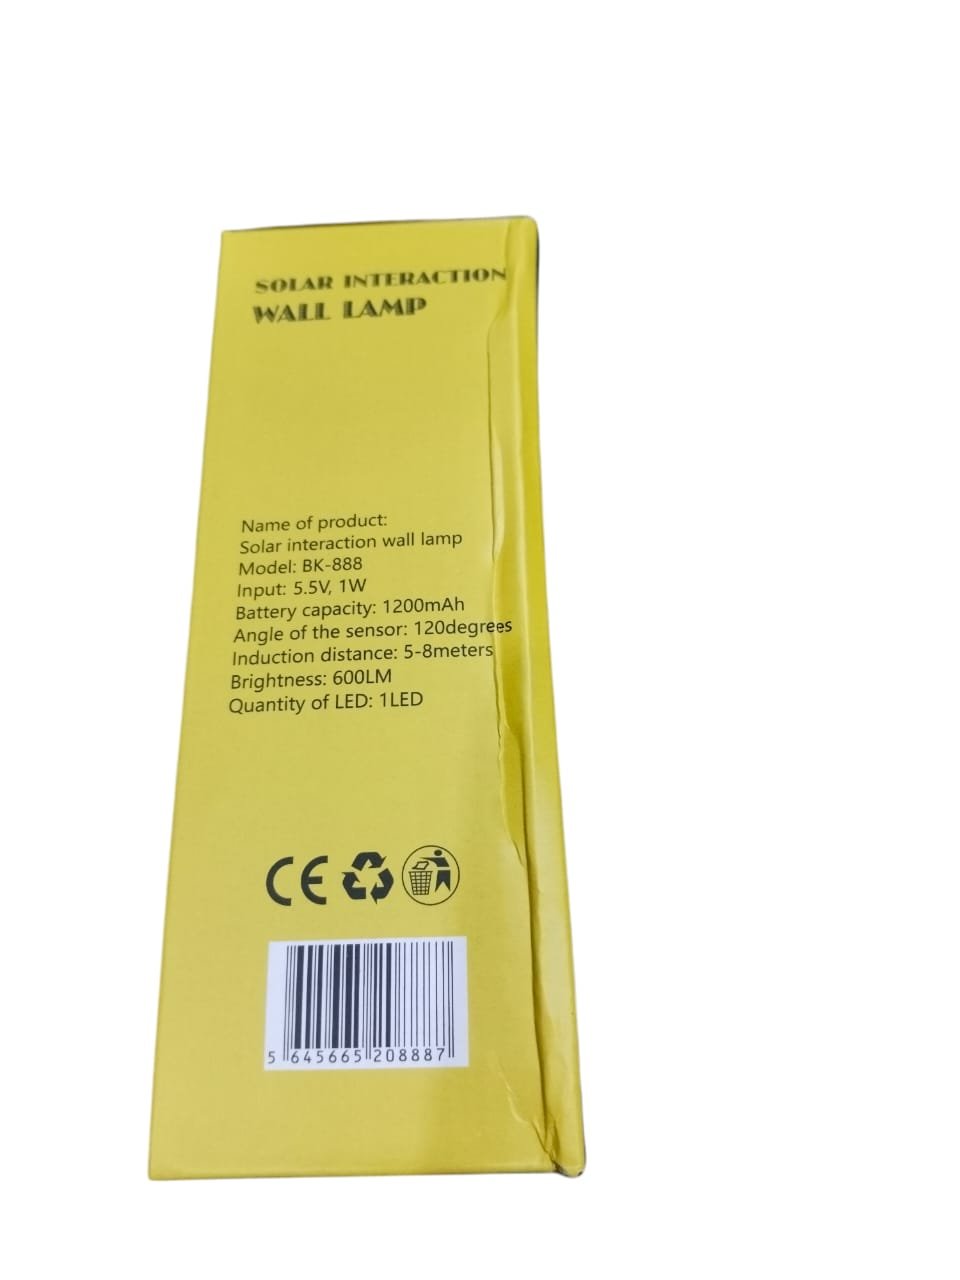 SOLAR INTERACTION
WALL LAMP
Name of product:
Solar interaction wall lamp
Model: BK-888
Input: 5.5V, 1W
Battery capacity: 1200mAh
Angle of the sensor: 120degrees
Induction distance: 5-8meters
Brightness: 600LM
Quantity of LED: 1LED
CE
5 645665 208887